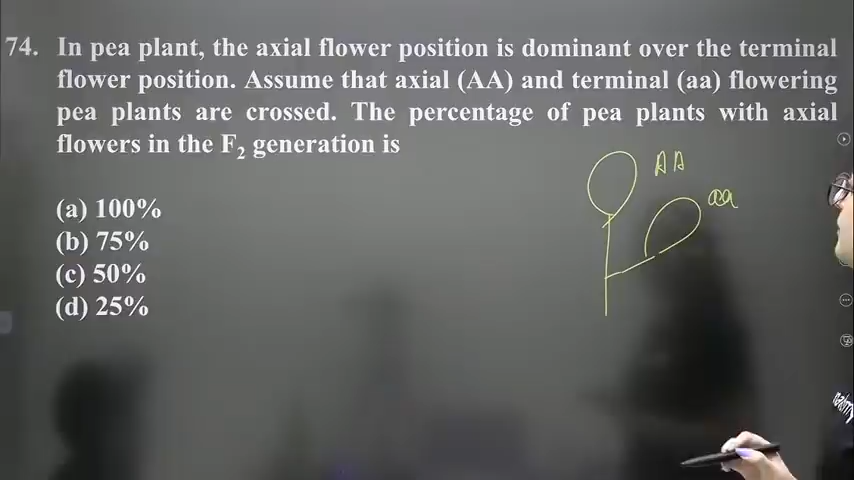 74. In pea plant, the axial flower position is dominant over the terminal
flower position. Assume that axial (AA) and terminal (aa) flowering
pea plants are crossed. The percentage of pea plants with axial
flowers in the F₂ generation is
AA
aa
(a) 100%
(b) 75%
(c) 50%
(d) 25%